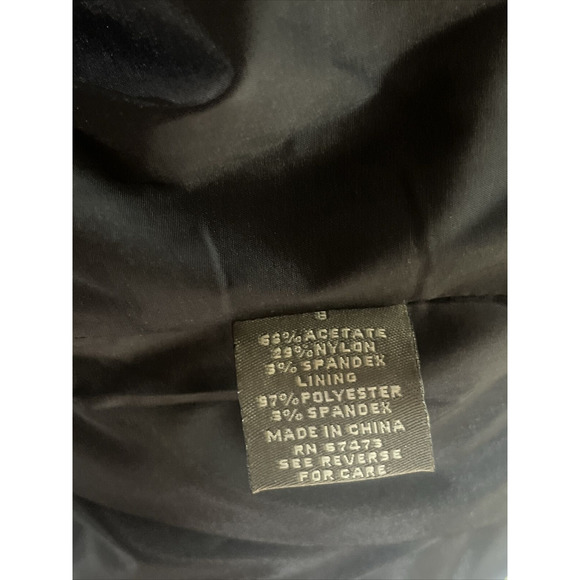 8
66% ACETATE
29% NYLON
5% SPANDEX
LINING
97% POLYESTER
3% SPANDEX
MADE IN CHINA
RN 57473
SEE REVERSE
FOR CARE